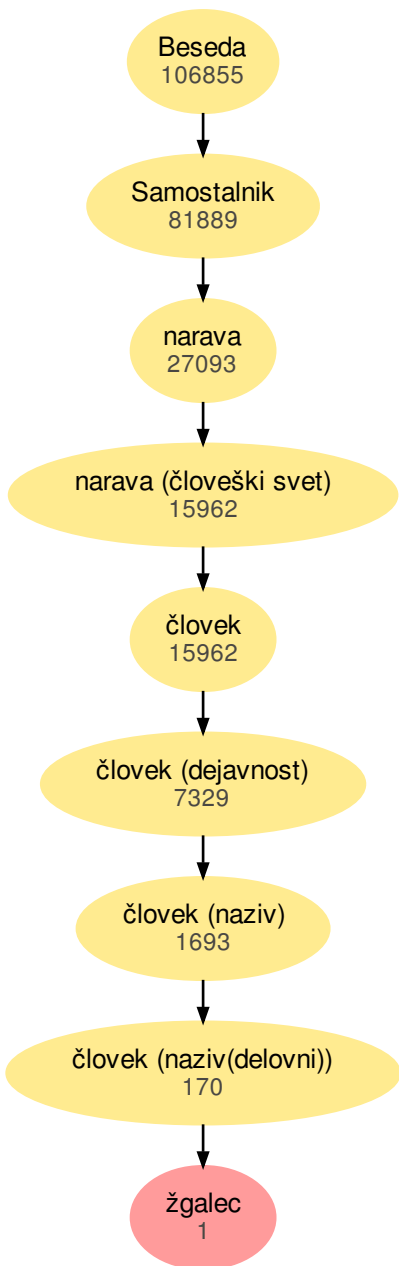 Beseda
106855
Samostalnik
81889
narava
27093
narava (človeški svet)
15962
človek
15962
človek (dejavnost)
7329
človek (naziv)
1693
človek (naziv(delovni))
170
žgalec
1